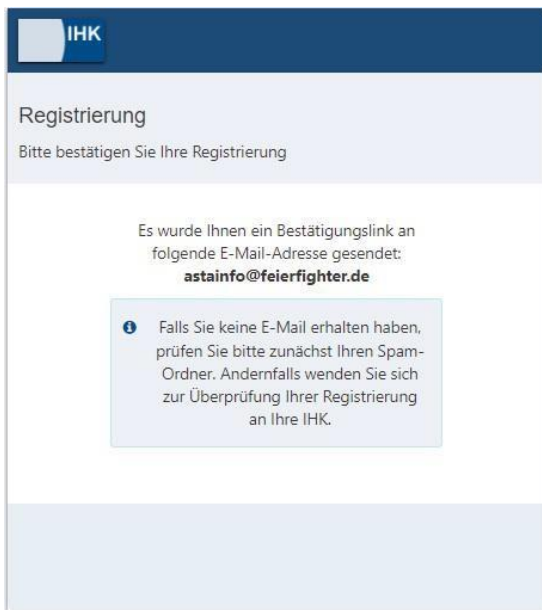 IHK
Registrierung
Bitte bestätigen Sie Ihre Registrierung
Es wurde Ihnen ein Bestätigungslink an
folgende E-Mail-Adresse gesendet:
astainfo@feierfighter.de
Falls Sie keine E-Mail erhalten haben,
prüfen Sie bitte zunächst Ihren Spam-
Ordner. Andernfalls wenden Sie sich
zur Überprüfung Ihrer Registrierung
an Ihre IHK.